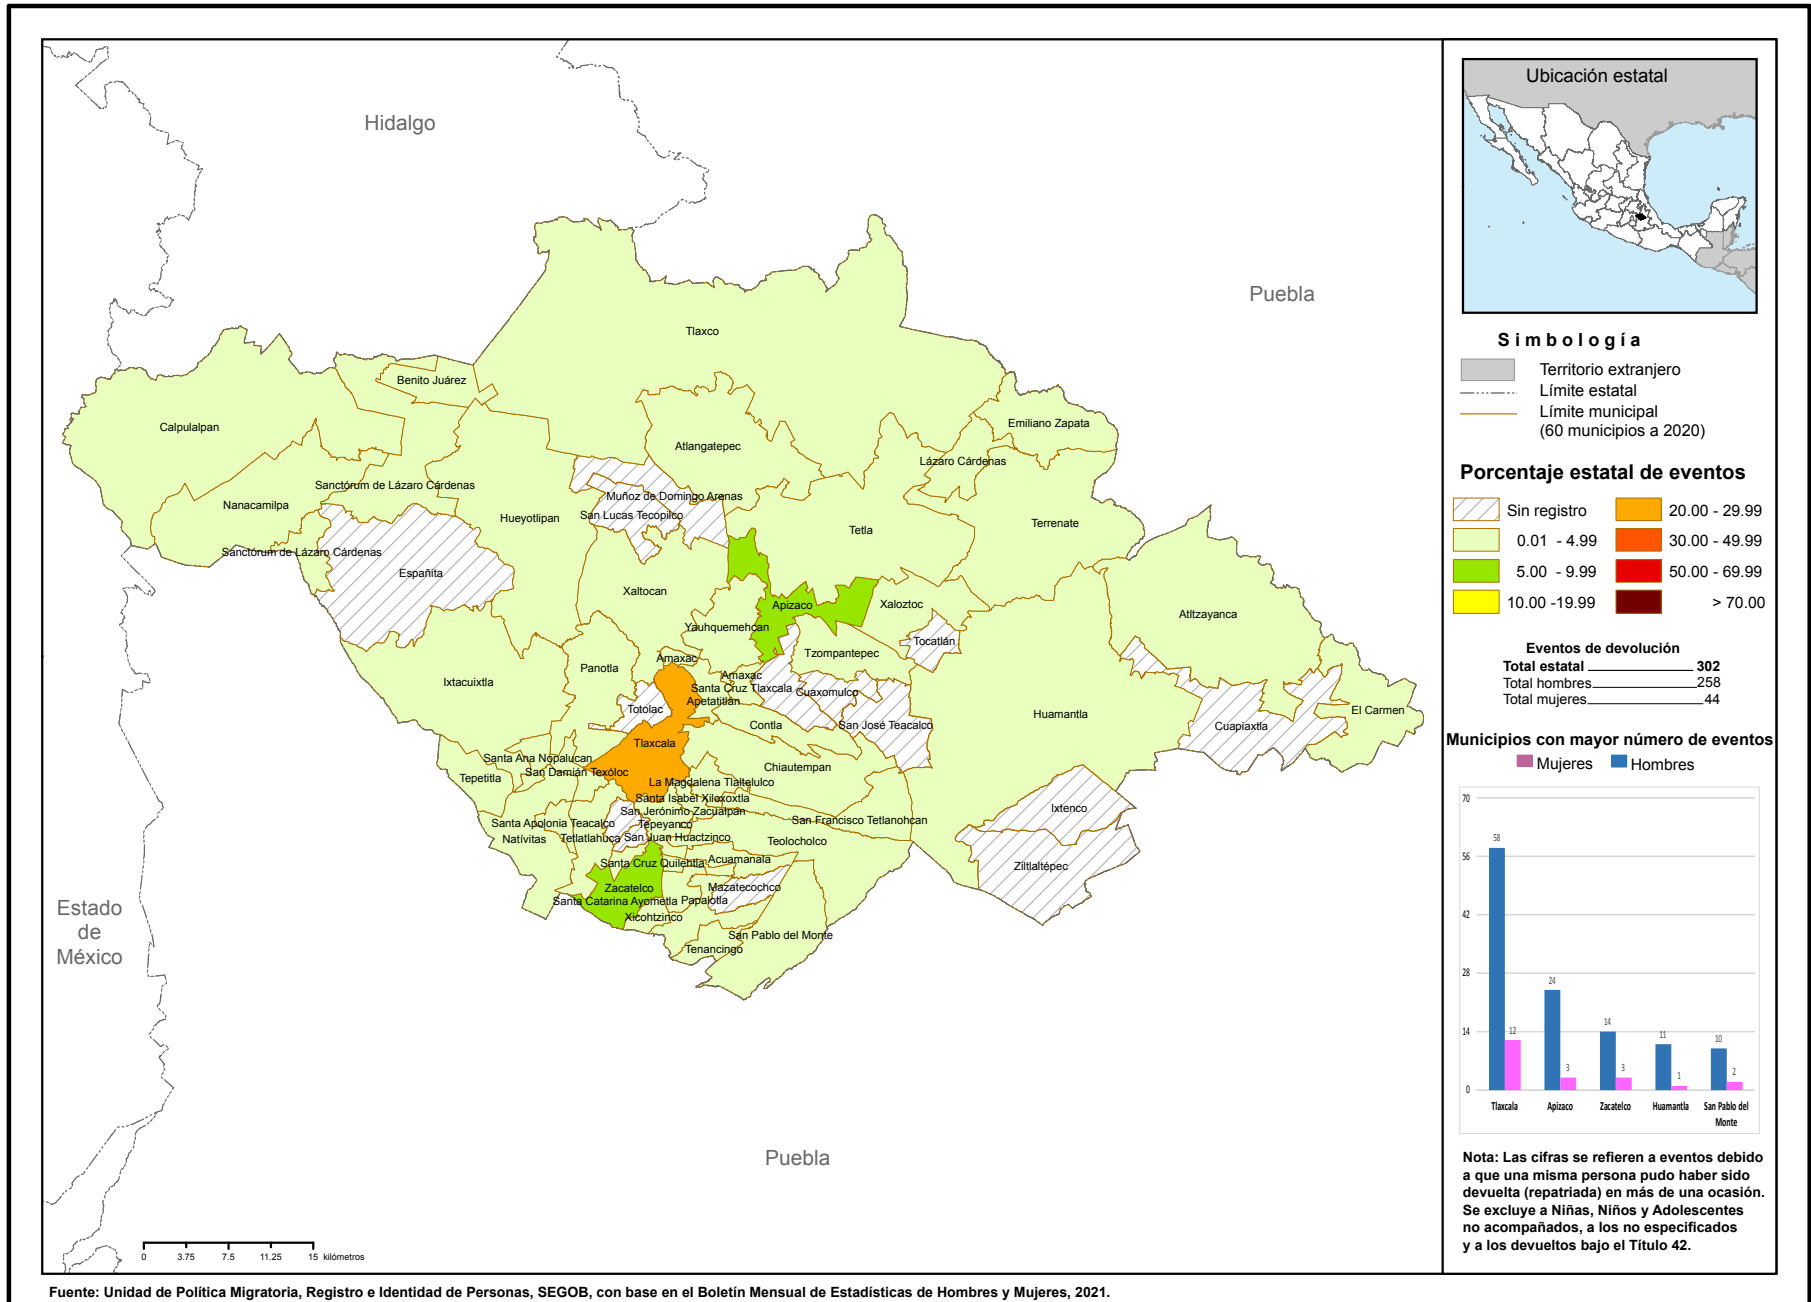 Hidalgo
Puebla
Tlaxco
Benito Juárez
Calpulalpan
Emiliano Zapata
Atlangatepec
Lázaro Cárdenas
Sanctórum de Lázaro Cárdenas
Nanacamilpa
Muñoz de Domingo Arenas
San Lucas Tecopilco
Hueyotlipan
Tetla
Terrenate
Sanctórum de Lázaro Cárdenas
Españita
Xaltocan
Apizaco
Xaloztoc
Atltzayanca
Yauhquemehcan
Tocatlán
Tzompantepec
Amaxac
Panotla
Ixtacuixtla
Amaxac
Santa Cruz Tlaxcala
Cuaxomulco
Apetatitlán
Totolac
Contla
San José Teacalco
Huamantla
Cuapiaxtla
El Carmen
Tlaxcala
Santa Ana Nopalucan
San Damián Texóloc
Tepetitla
Chiautempan
La Magdalena Tlaltelulco
Santa Isabel Xiloxoxtla
San Jerónimo Zacualpan
Ixtenco
Santa Apolonia Teacalco
Tepeyanco
San Francisco Tetlanohcan
Natívitas
Tetlatlahuca
San Juan Huactzinco
Teolocholco
Santa Cruz Quilehtla
Acuamanala
Ziltlaltépec
Zacatelco
Mazatecochco
Santa Catarina Ayometla
Papalotla
Xicohtzinco
San Pablo del Monte
Tenancingo
Estado
de
México
Puebla
0 3.75 7.5 11.25 15 kilómetros
Ubicación estatal
Simbología
Territorio extranjero
Límite estatal
Límite municipal
(60 municipios a 2020)
Porcentaje estatal de eventos
Sin registro 20.00 - 29.99
0.01 - 4.99 30.00 - 49.99
5.00 - 9.99 50.00 - 69.99
10.00 -19.99 > 70.00
Eventos de devolución
Total estatal 302
Total hombres 258
Total mujeres 44
Municipios con mayor número de eventos
Mujeres Hombres
70
58
56
42
28
24
14
14
12
11
10
3
3
1
2
0
Tlaxcala Apizaco Zacatelco Huamantla San Pablo del
Monte
Nota: Las cifras se refieren a eventos debido
a que una misma persona pudo haber sido
devuelta (repatriada) en más de una ocasión.
Se excluye a Niñas, Niños y Adolescentes
no acompañados, a los no especificados
y a los devueltos bajo el Título 42.
Fuente: Unidad de Política Migratoria, Registro e Identidad de Personas, SEGOB, con base en el Boletín Mensual de Estadísticas de Hombres y Mujeres, 2021.